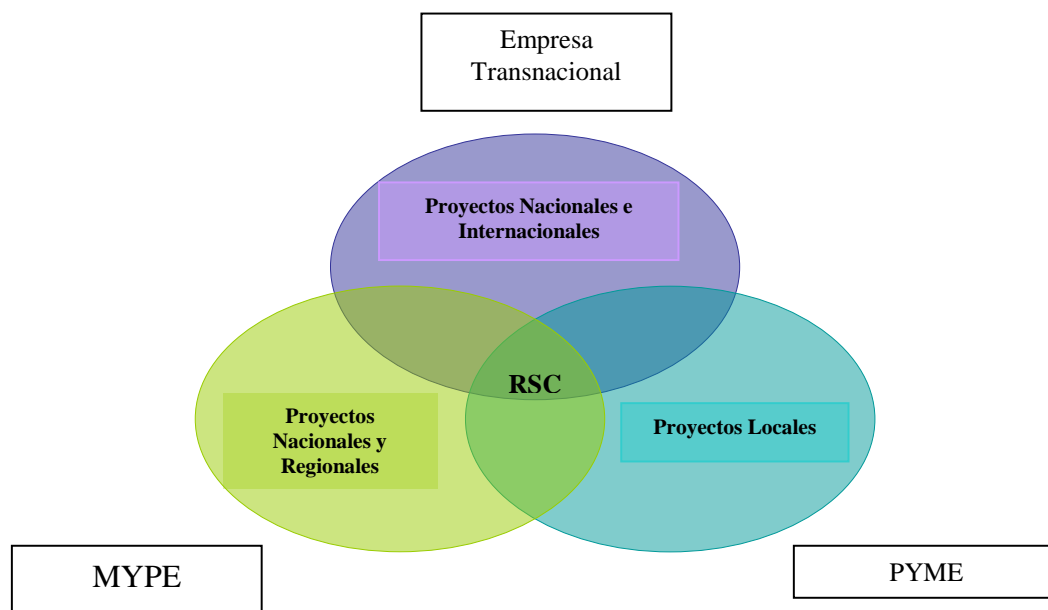 Empresa
Transnacional
Proyectos Nacionales e
Internacionales
RSC
Proyectos
Nacionales y
Regionales
Proyectos Locales
MYPE
PYME